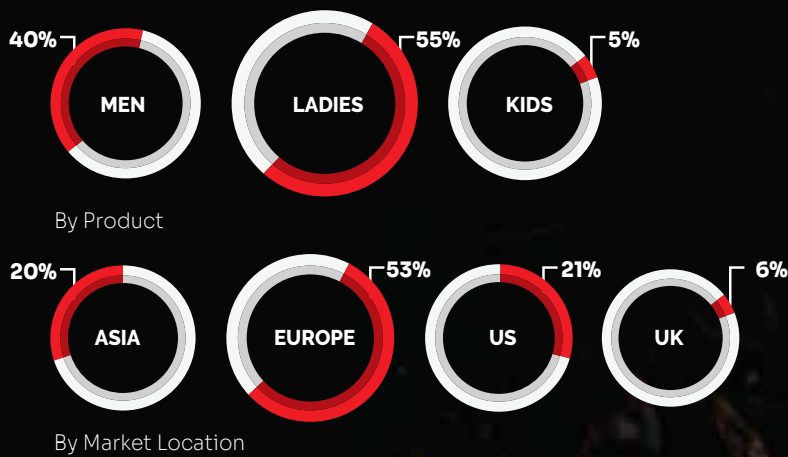 40% MEN
55% LADIES
5% KIDS
By Product
20% ASIA
53% EUROPE
21% US
6% UK
By Market Location